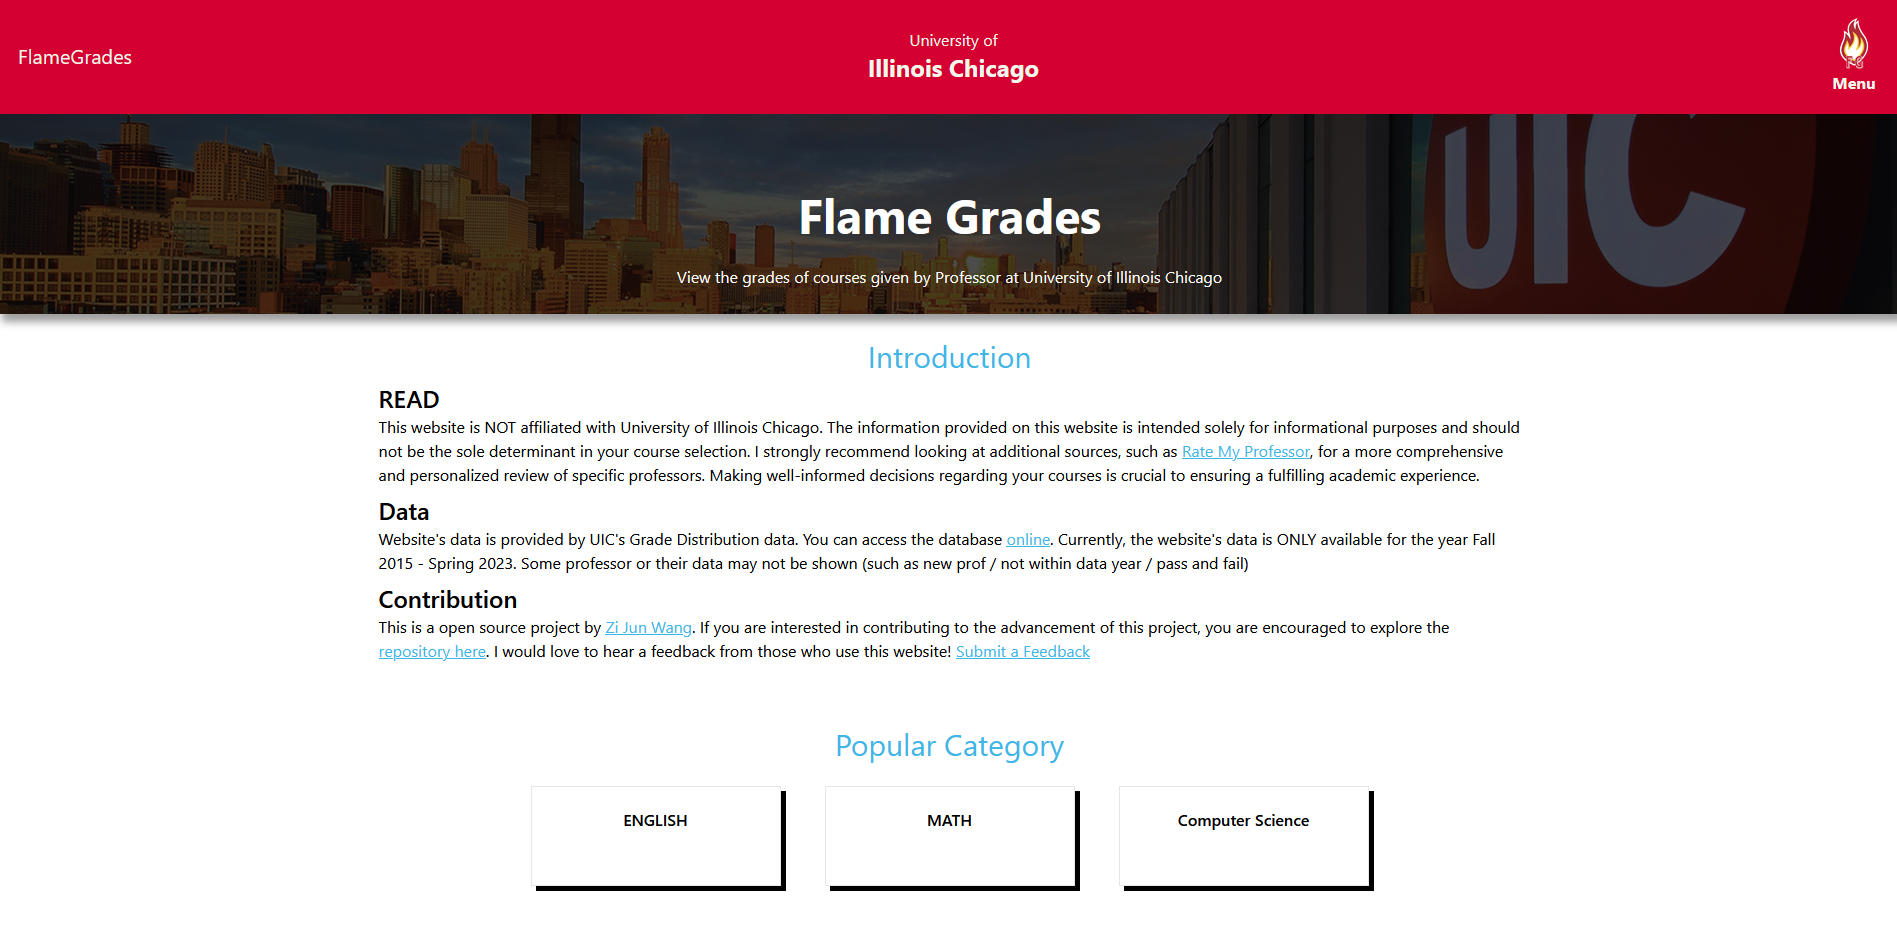 FlameGrades
University of
Illinois Chicago
FG
Menu
UIC
Flame Grades
View the grades of courses given by Professor at University of Illinois Chicago
Introduction
READ
This website is NOT affiliated with University of Illinois Chicago. The information provided on this website is intended solely for informational purposes and should
not be the sole determinant in your course selection. I strongly recommend looking at additional sources, such as Rate My Professor, for a more comprehensive
and personalized review of specific professors. Making well-informed decisions regarding your courses is crucial to ensuring a fulfilling academic experience.
Data
Website's data is provided by UIC's Grade Distribution data. You can access the database online. Currently, the website's data is ONLY available for the year Fall
2015 - Spring 2023. Some professor or their data may not be shown (such as new prof / not within data year / pass and fail)
Contribution
This is a open source project by Zi Jun Wang. If you are interested in contributing to the advancement of this project, you are encouraged to explore the
repository here. I would love to hear a feedback from those who use this website! Submit a Feedback
Popular Category
ENGLISH
MATH
Computer Science